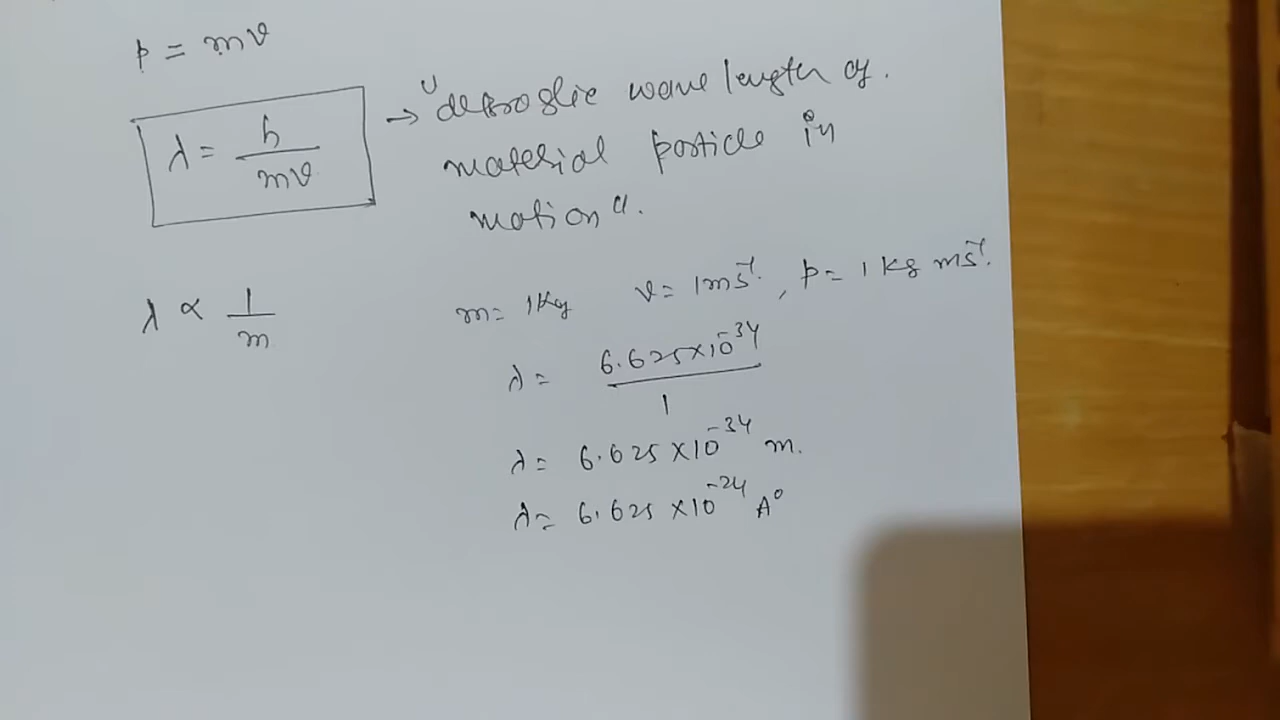 p = mv
λ = h/mv → "debroglie wave length of.
material particle in
motion".
λ ∝ 1/m
m = 1Kg v = 1ms⁻¹, p = 1 Kg ms⁻¹.
λ = 6.625×10⁻³⁴/1
λ = 6.625 ×10⁻³⁴ m.
λ = 6.625 ×10⁻²⁴ A°